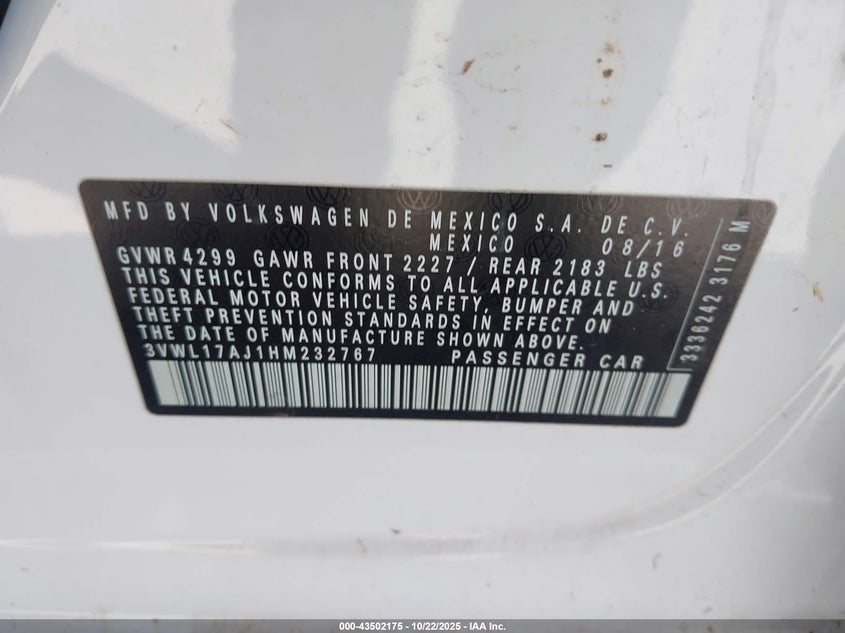 MFD BY VOLKSWAGEN DE MEXICO S.A. DE C.V.
MEXICO 08/16
GVWR 4299 GAWR FRONT 2227 / REAR 2183 LBS
THIS VEHICLE CONFORMS TO ALL APPLICABLE U.S.
FEDERAL MOTOR VEHICLE SAFETY, BUMPER AND
THEFT PREVENTION STANDARDS IN EFFECT ON
THE DATE OF MANUFACTURE SHOWN ABOVE.
3VWL17AJ1HM232767 PASSENGER CAR
3336242 3176 M
000-43502175 - 10/22/2025 - IAA Inc.